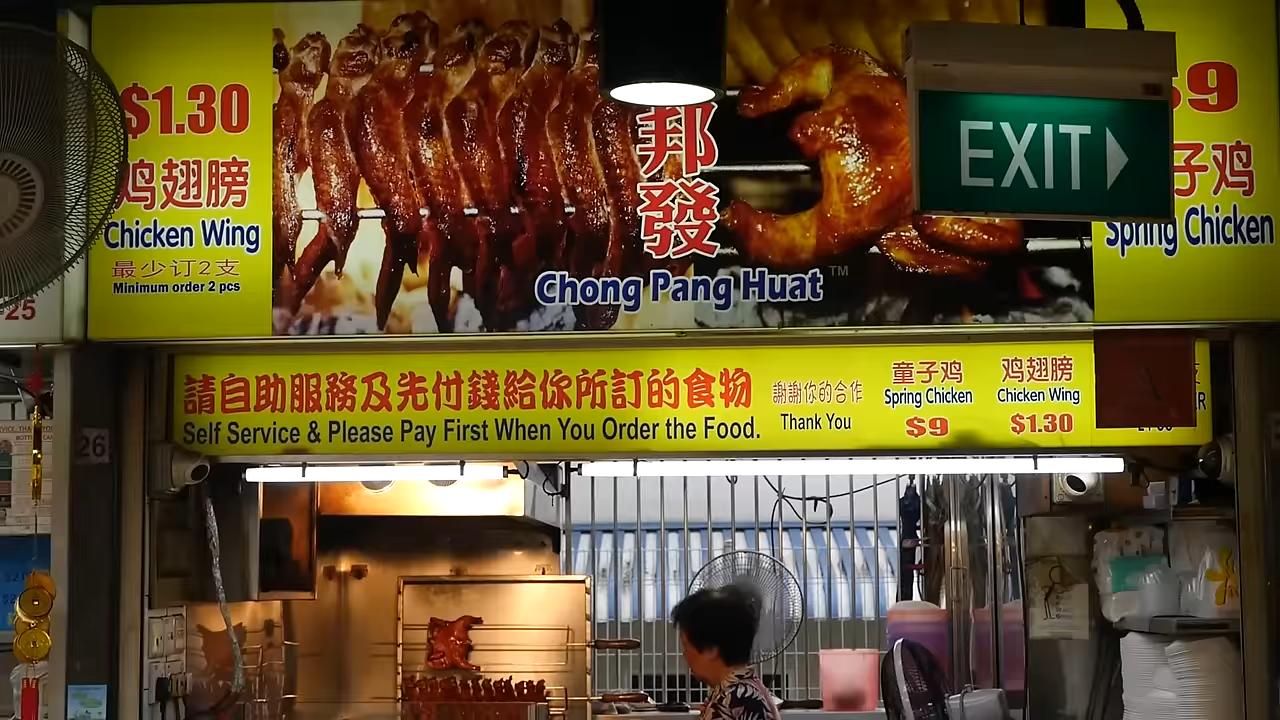 $1.30
鸡翅膀
Chicken Wing
最少订2支
Minimum order 2 pcs
邦發
Chong Pang Huat TM
EXIT
$9
子鸡
Spring Chicken
25
請自助服務及先付錢給你所訂的食物
Self Service & Please Pay First When You Order the Food.
謝謝你的合作
Thank You
童子鸡
Spring Chicken
$9
鸡翅膀
Chicken Wing
$1.30
26